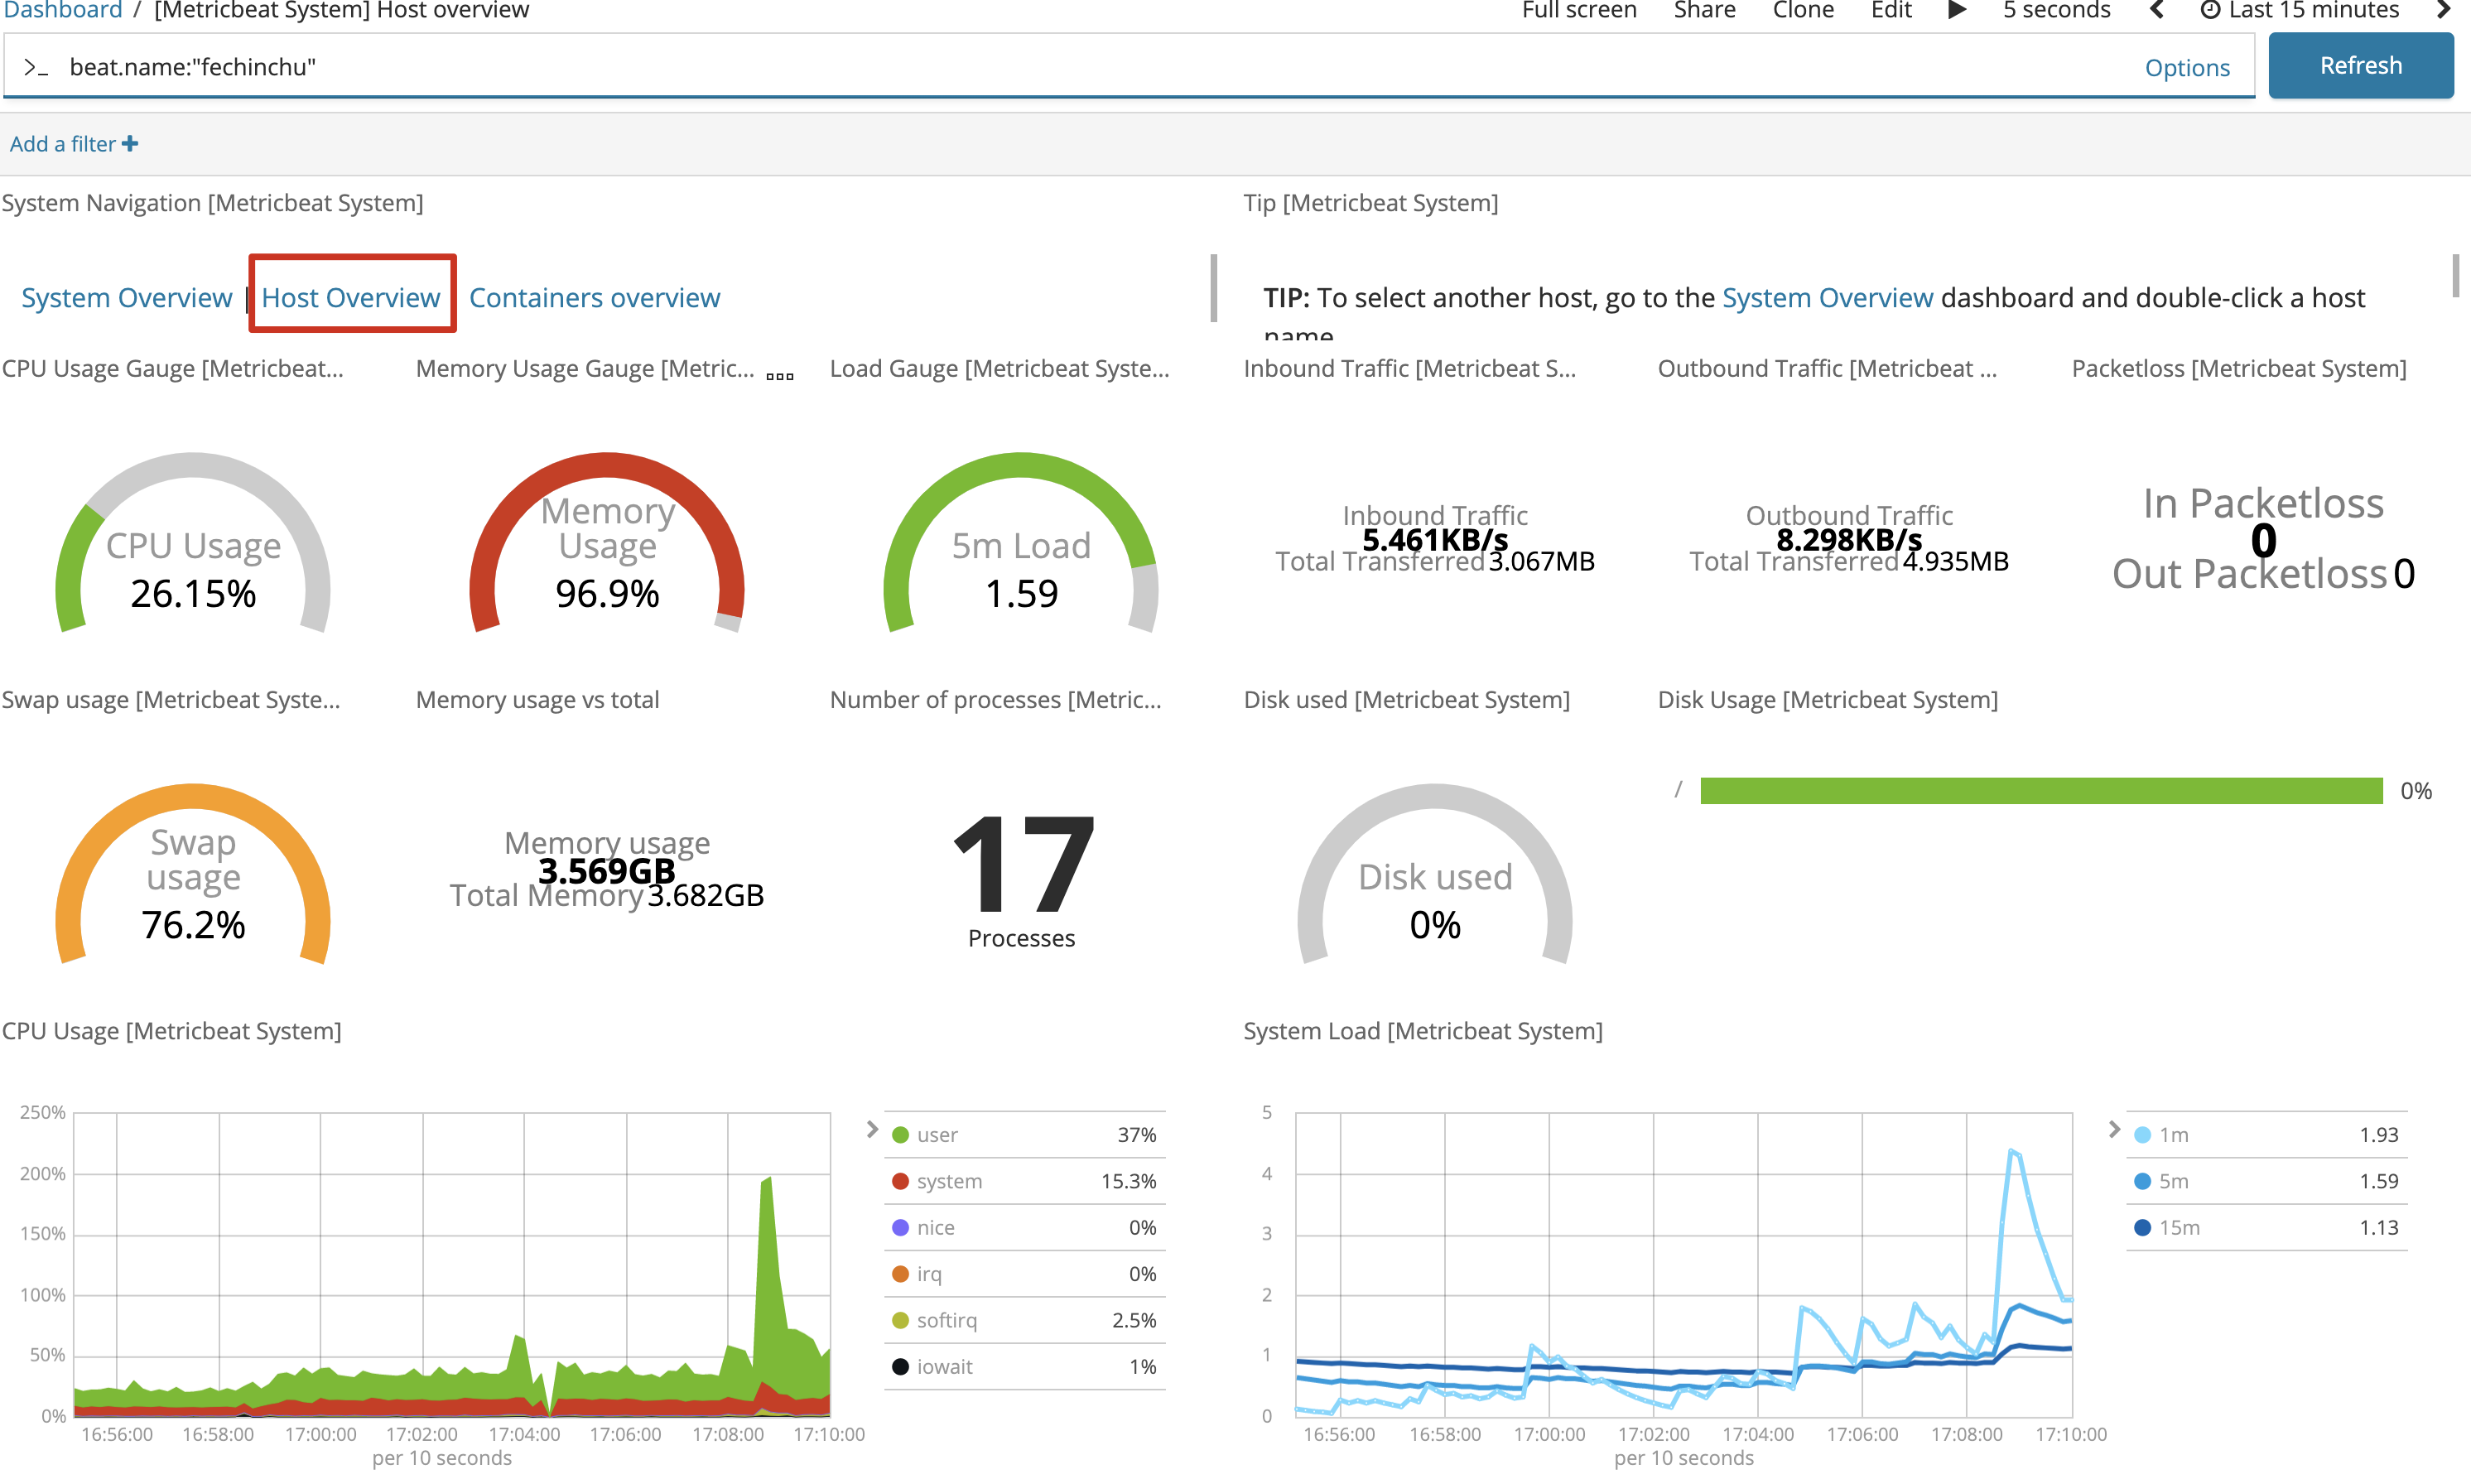 Dashboard / [Metricbeat System] Host overview
Full screen Share Clone Edit 5 seconds Last 15 minutes
>_ beat.name:"fechinchu" Options Refresh
Add a filter +
System Navigation [Metricbeat System]
Tip [Metricbeat System]
System Overview | Host Overview Containers overview
TIP: To select another host, go to the System Overview dashboard and double-click a host
name
CPU Usage Gauge [Metricbeat...
Memory Usage Gauge [Metric...
Load Gauge [Metricbeat Syste...
Inbound Traffic [Metricbeat S...
Outbound Traffic [Metricbeat ...
Packetloss [Metricbeat System]
CPU Usage
26.15%
Memory
Usage
96.9%
5m Load
1.59
Inbound Traffic
5.461KB/s
Total Transferred 3.067MB
Outbound Traffic
8.298KB/s
Total Transferred 4.935MB
In Packetloss
0
Out Packetloss 0
Swap usage [Metricbeat Syste...
Memory usage vs total
Number of processes [Metric...
Disk used [Metricbeat System]
Disk Usage [Metricbeat System]
Swap
usage
76.2%
Memory usage
3.569GB
Total Memory 3.682GB
17
Processes
Disk used
0%
/ 0%
CPU Usage [Metricbeat System]
250%
200%
150%
100%
50%
0%
16:56:00 16:58:00 17:00:00 17:02:00 17:04:00 17:06:00 17:08:00 17:10:00
per 10 seconds
user 37%
system 15.3%
nice 0%
irq 0%
softirq 2.5%
iowait 1%
System Load [Metricbeat System]
5
4
3
2
1
0
16:56:00 16:58:00 17:00:00 17:02:00 17:04:00 17:06:00 17:08:00 17:10:00
per 10 seconds
1m 1.93
5m 1.59
15m 1.13